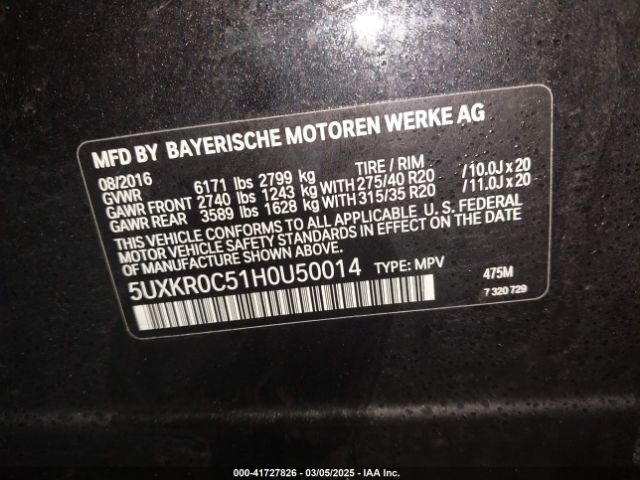 MFD BY BAYERISCHE MOTOREN WERKE AG
08/2016 TIRE / RIM
GVWR 6171 lbs 2799 kg
GAWR FRONT 2740 lbs 1243 kg WITH 275/40 R20 /10.0J x 20
GAWR REAR 3589 lbs 1628 kg WITH 315/35 R20 /11.0J x 20
THIS VEHICLE CONFORMS TO ALL APPLICABLE U. S. FEDERAL
MOTOR VEHICLE SAFETY STANDARDS IN EFFECT ON THE DATE
OF MANUFACTURE SHOWN ABOVE.
5UXKR0C51H0U50014 TYPE: MPV 475M
7 320 729
000-41727826 - 03/05/2025 - IAA Inc.